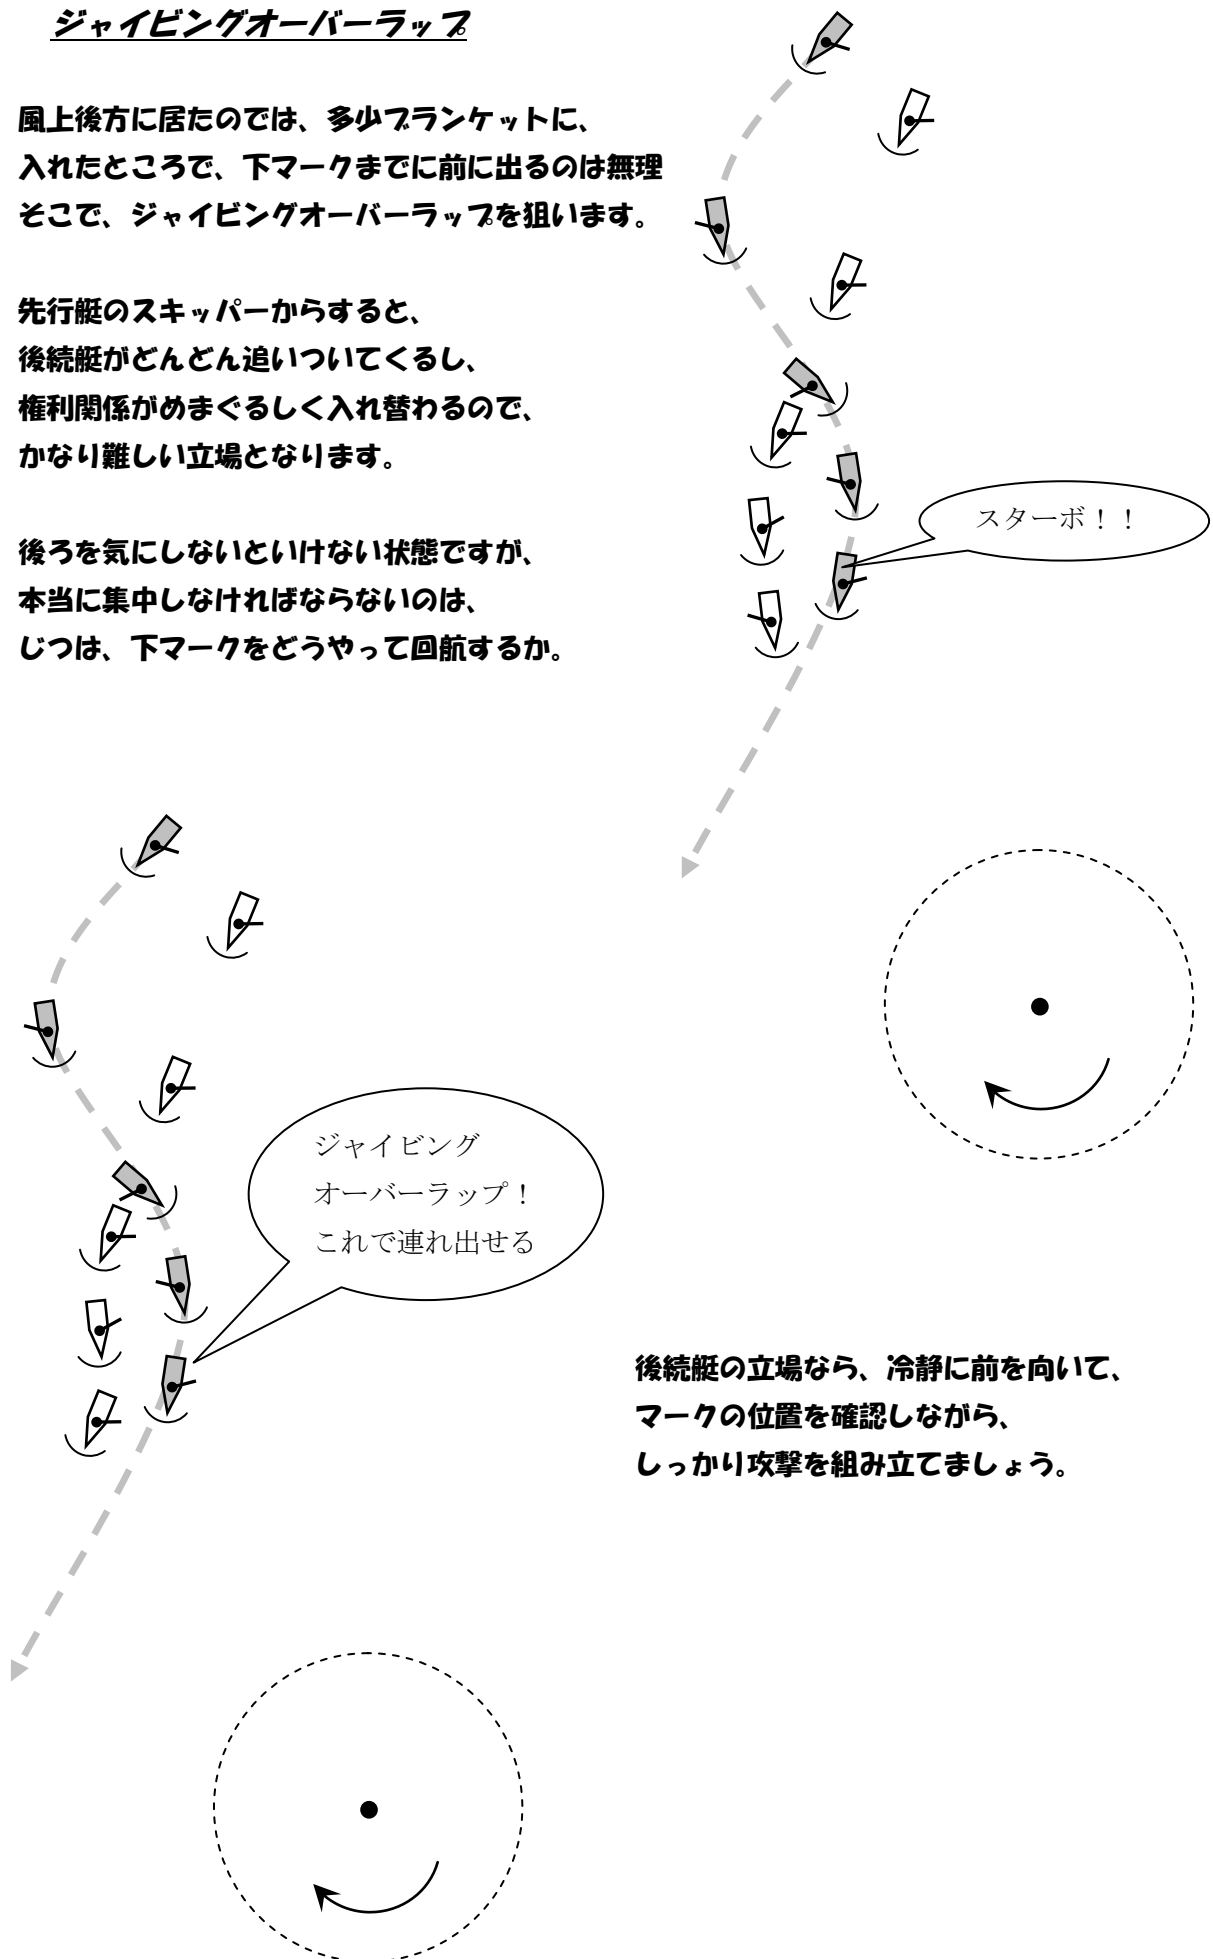 ジャイビングオーバーラップ
風上後方に居たのでは、多少ブランケットに、
入れたところで、下マークまでに前に出るのは無理
そこで、ジャイビングオーバーラップを狙います。
先行艇のスキッパーからすると、
後続艇がどんどん追いついてくるし、
権利関係がめまぐるしく入れ替わるので、
かなり難しい立場となります。
スターボ！！
後ろを気にしないといけない状態ですが、
本当に集中しなければならないのは、
じつは、下マークをどうやって回航するか。
ジャイビング
オーバーラップ！
これで連れ出せる
後続艇の立場なら、冷静に前を向いて、
マークの位置を確認しながら、
しっかり攻撃を組み立てましょう。